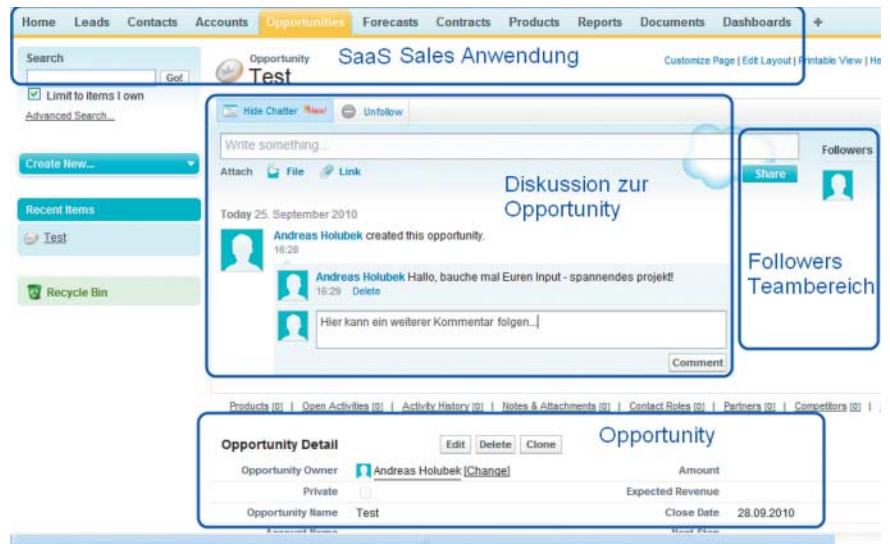 Home Leads Contacts Accounts Opportunities Forecasts Contracts Products Reports Documents Dashboards +
Search
Go!
Limit to items I own
Advanced Search...
Create New...
Recent Items
Test
Recycle Bin
Opportunity
Test
SaaS Sales Anwendung
Customize Page | Edit Layout | Printable View | He
Hide Chatter New! Unfollow
Write something...
Attach File Link
Share
Diskussion zur
Opportunity
Today 25. September 2010
Andreas Holubek created this opportunity.
16:28
Andreas Holubek Hallo, bauche mal Euren Input - spannendes projekt!
16:29 Delete
Hier kann ein weiterer Kommentar folgen...
Comment
Followers
Followers
Teambereich
Products [0] | Open Activities [0] | Activity History [0] | Notes & Attachments [0] | Contact Roles [0] | Partners [0] | Competitors [0] |
Opportunity Detail Edit Delete Clone
Opportunity
Opportunity Owner Andreas Holubek [Change] Amount
Private Expected Revenue
Opportunity Name Test Close Date 28.09.2010
Account Name Next Step